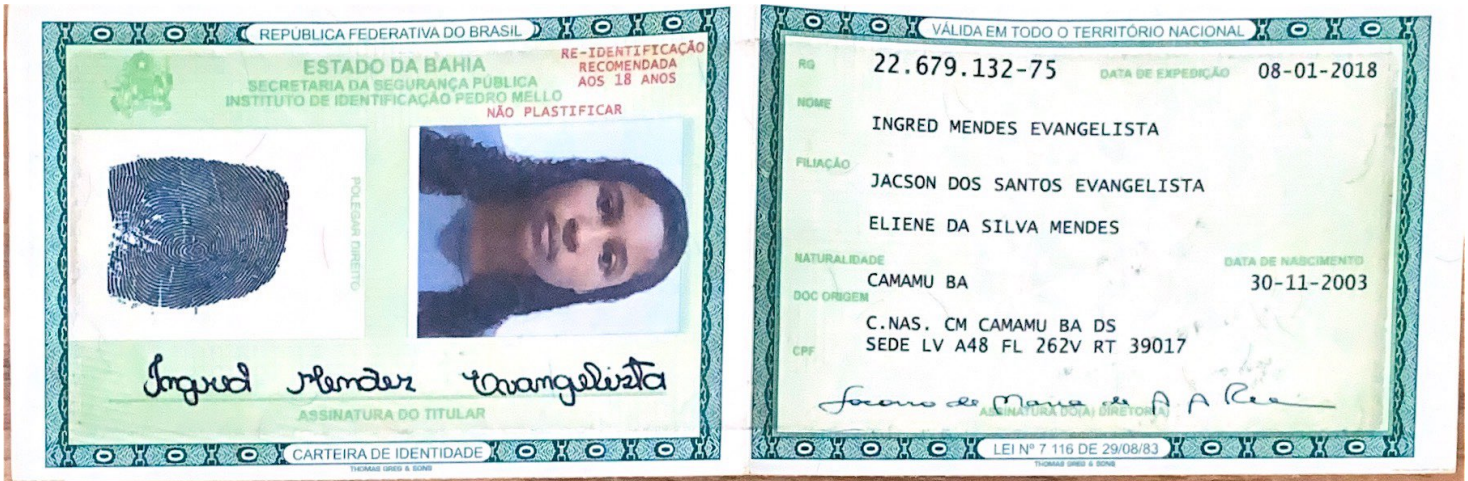 REPÚBLICA FEDERATIVA DO BRASIL
ESTADO DA BAHIA
SECRETARIA DA SEGURANÇA PÚBLICA
INSTITUTO DE IDENTIFICAÇÃO PEDRO MELLO
RE-IDENTIFICAÇÃO
RECOMENDADA
AOS 18 ANOS
NÃO PLASTIFICAR
POLEGAR DIREITO
Ingred Mendes Evangelista
ASSINATURA DO TITULAR
CARTEIRA DE IDENTIDADE
THOMAS GREG & SONS
VÁLIDA EM TODO O TERRITÓRIO NACIONAL
RG 22.679.132-75 DATA DE EXPEDIÇÃO 08-01-2018
NOME
INGRED MENDES EVANGELISTA
FILIAÇÃO
JACSON DOS SANTOS EVANGELISTA
ELIENE DA SILVA MENDES
NATURALIDADE DATA DE NASCIMENTO
CAMAMU BA 30-11-2003
DOC ORIGEM
C.NAS. CM CAMAMU BA DS
SEDE LV A48 FL 262V RT 39017
CPF
Socorro de Maria de A A
ASSINATURA DO(A) DIRETOR(A)
LEI Nº 7 116 DE 29/08/83
THOMAS GREG & SONS